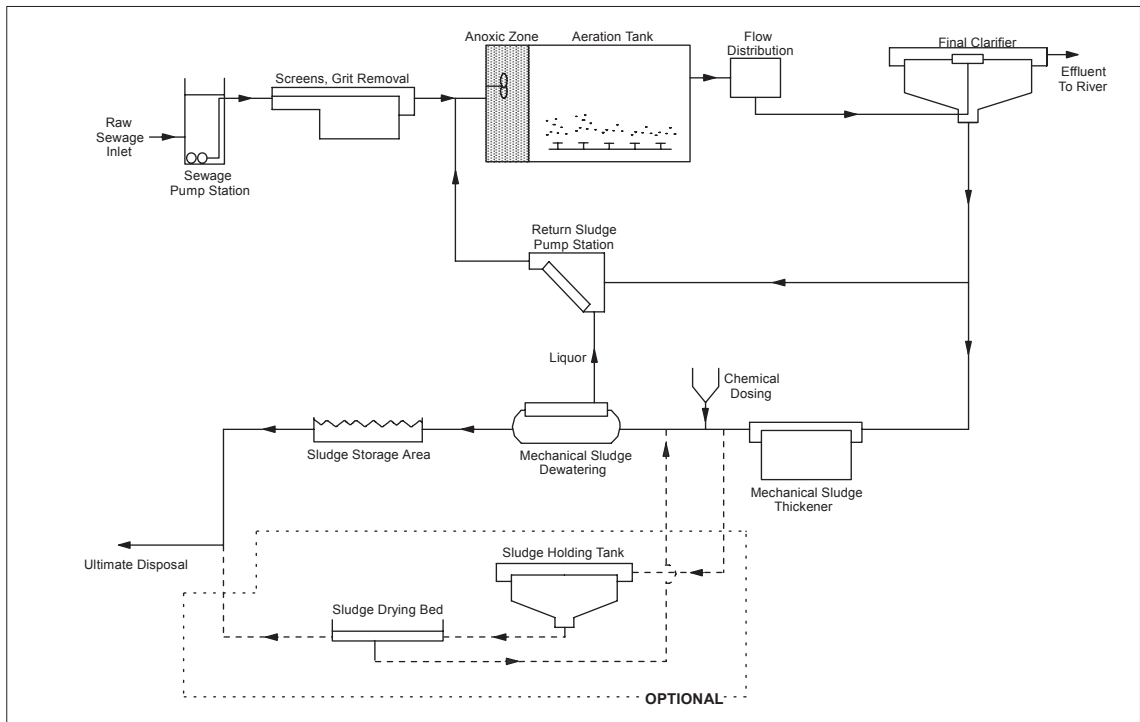 Anoxic Zone
Aeration Tank
Flow
Distribution
Final Clarifier
Effluent
To River
Screens, Grit Removal
Raw
Sewage
Inlet
Sewage
Pump Station
Return Sludge
Pump Station
Liquor
Chemical
Dosing
Sludge Storage Area
Mechanical Sludge
Dewatering
Mechanical Sludge
Thickener
Ultimate Disposal
Sludge Holding Tank
Sludge Drying Bed
OPTIONAL